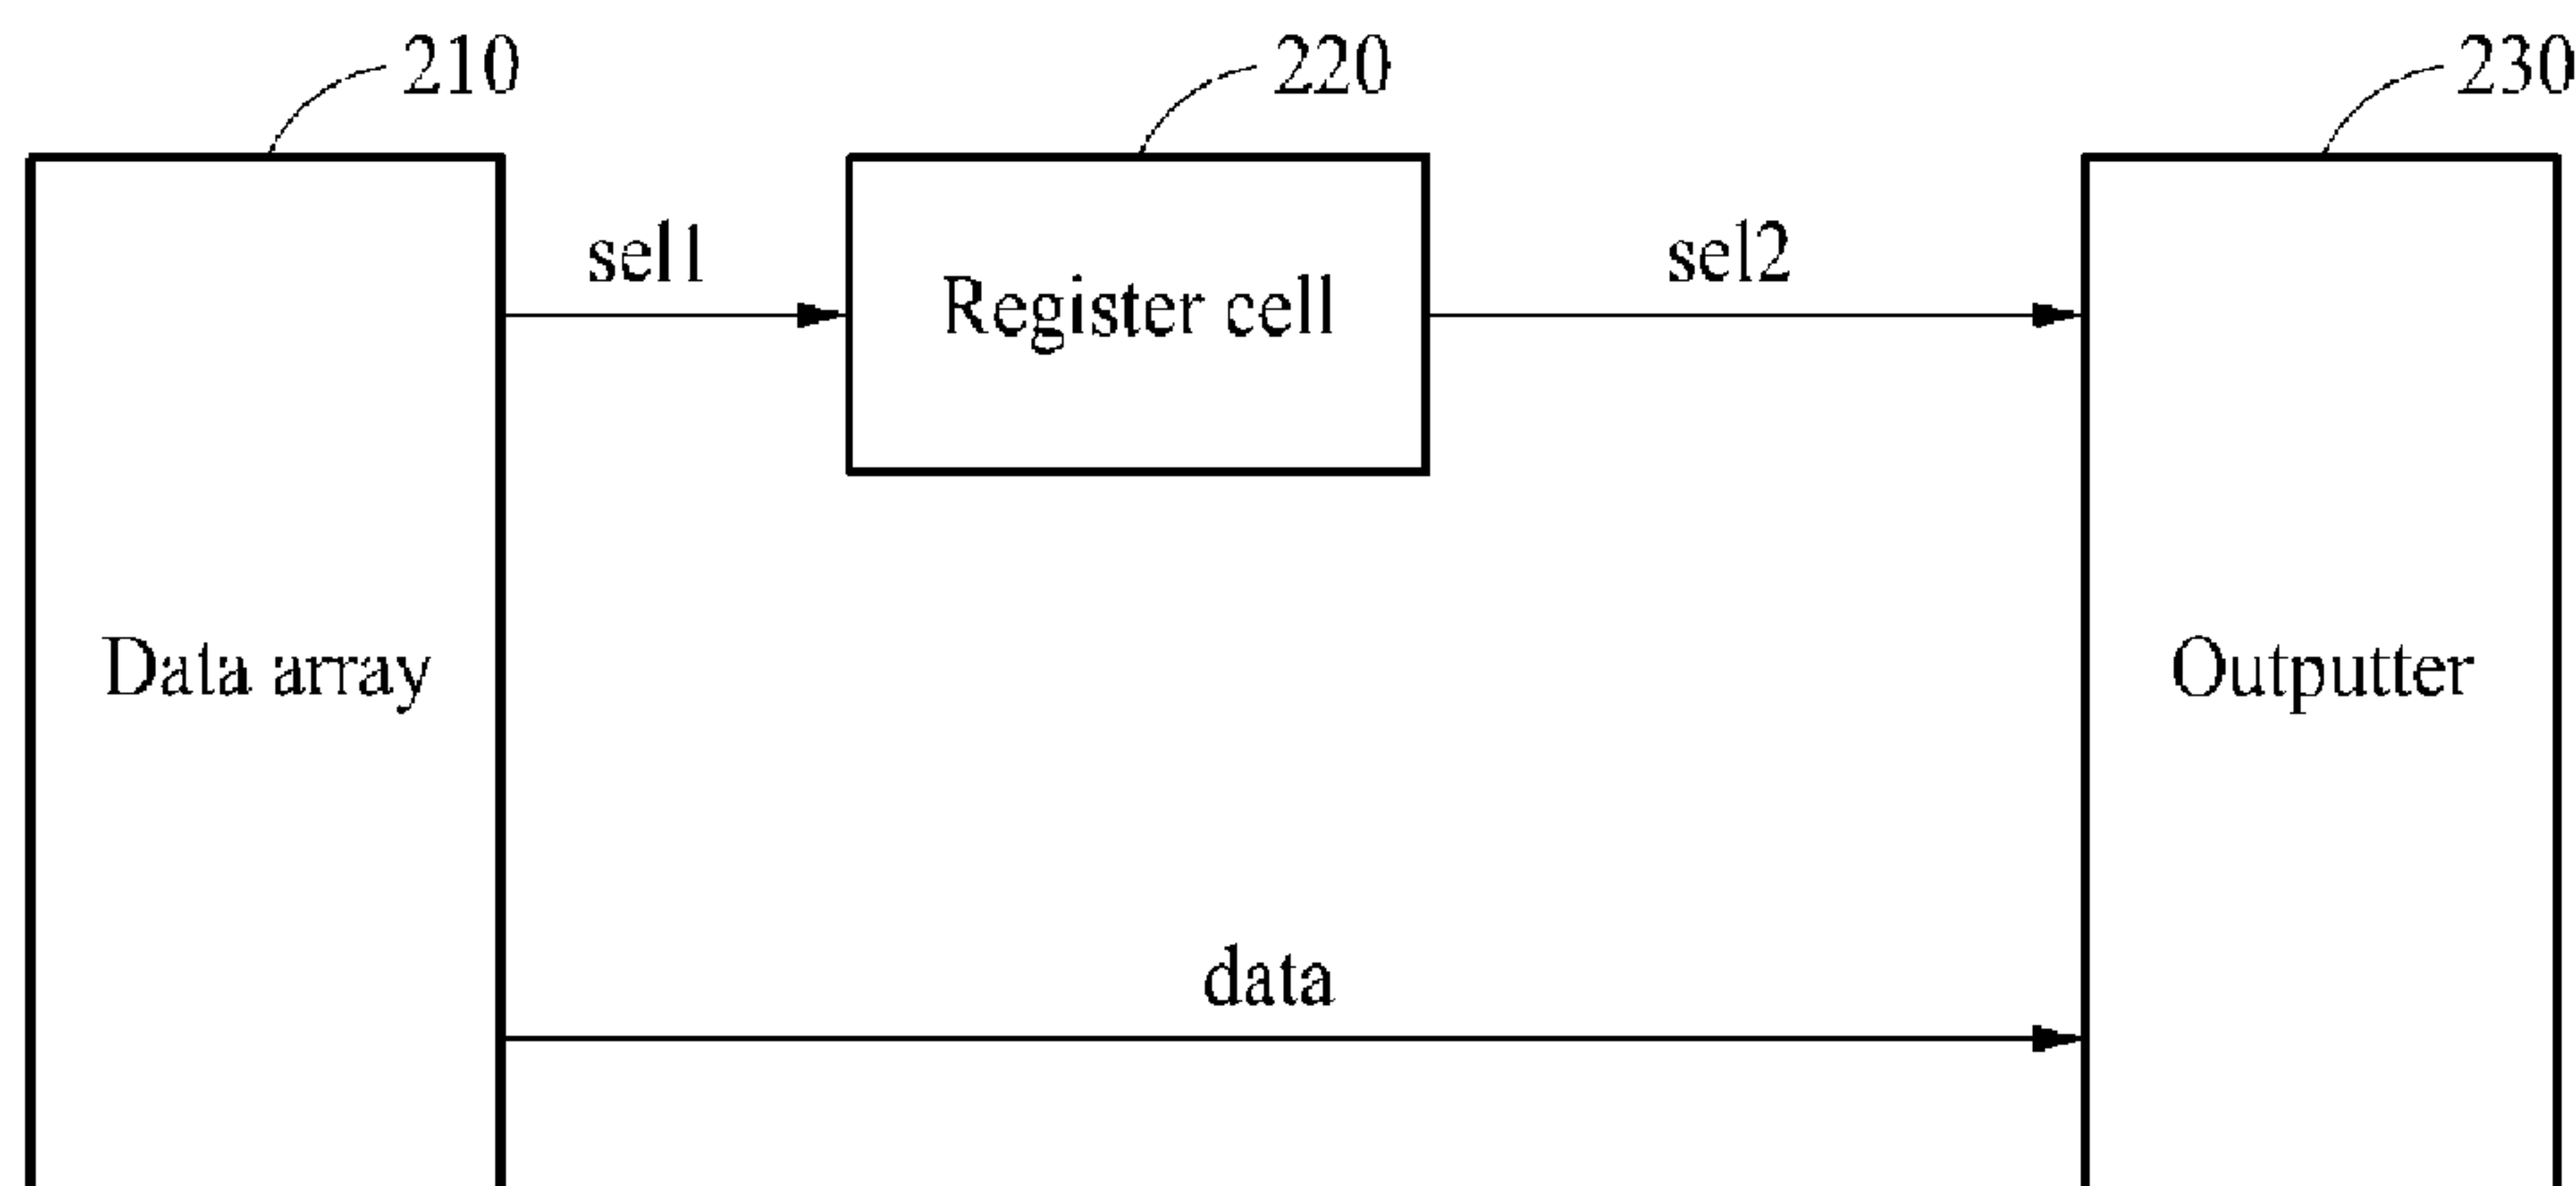 210
220
230
sel1
sel2
Register cell
Data array
Outputter
data